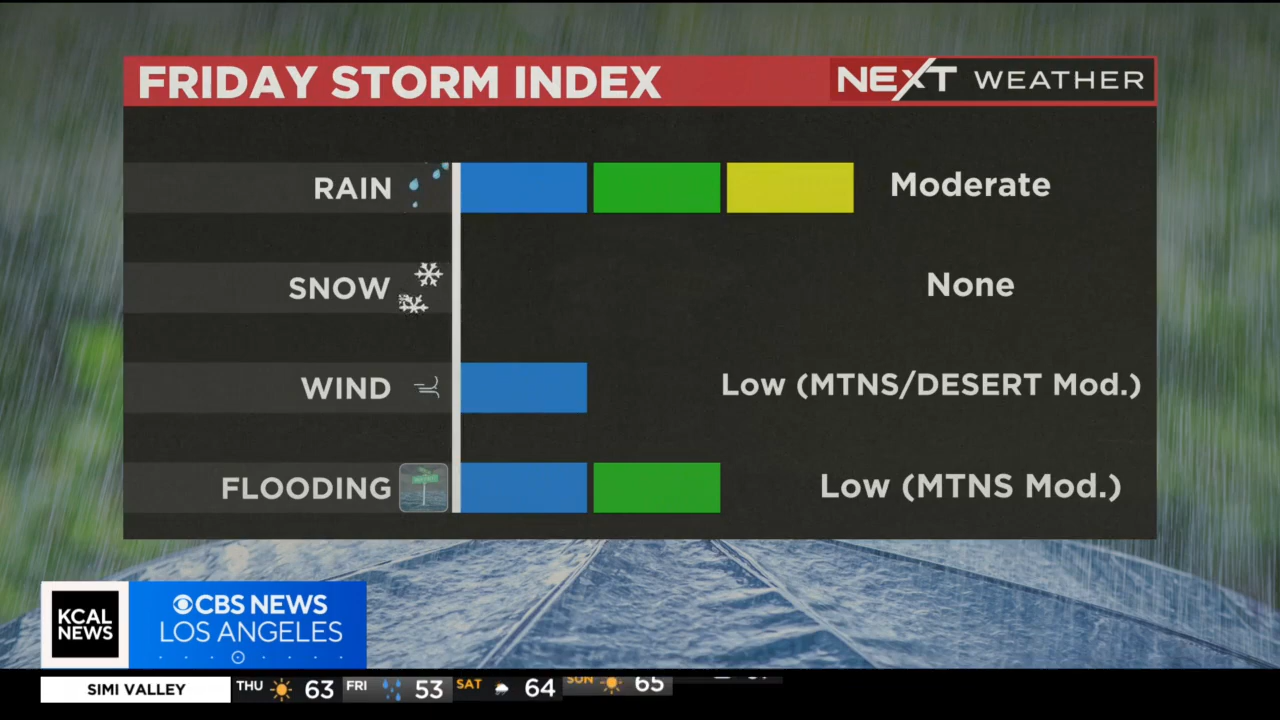 FRIDAY STORM INDEX
NEXT WEATHER
RAIN Moderate
SNOW None
WIND Low (MTNS/DESERT Mod.)
FLOODING Low (MTNS Mod.)
KCAL
NEWS
CBS NEWS
LOS ANGELES
SIMI VALLEY THU 63 FRI 53 SAT 64 SUN 65